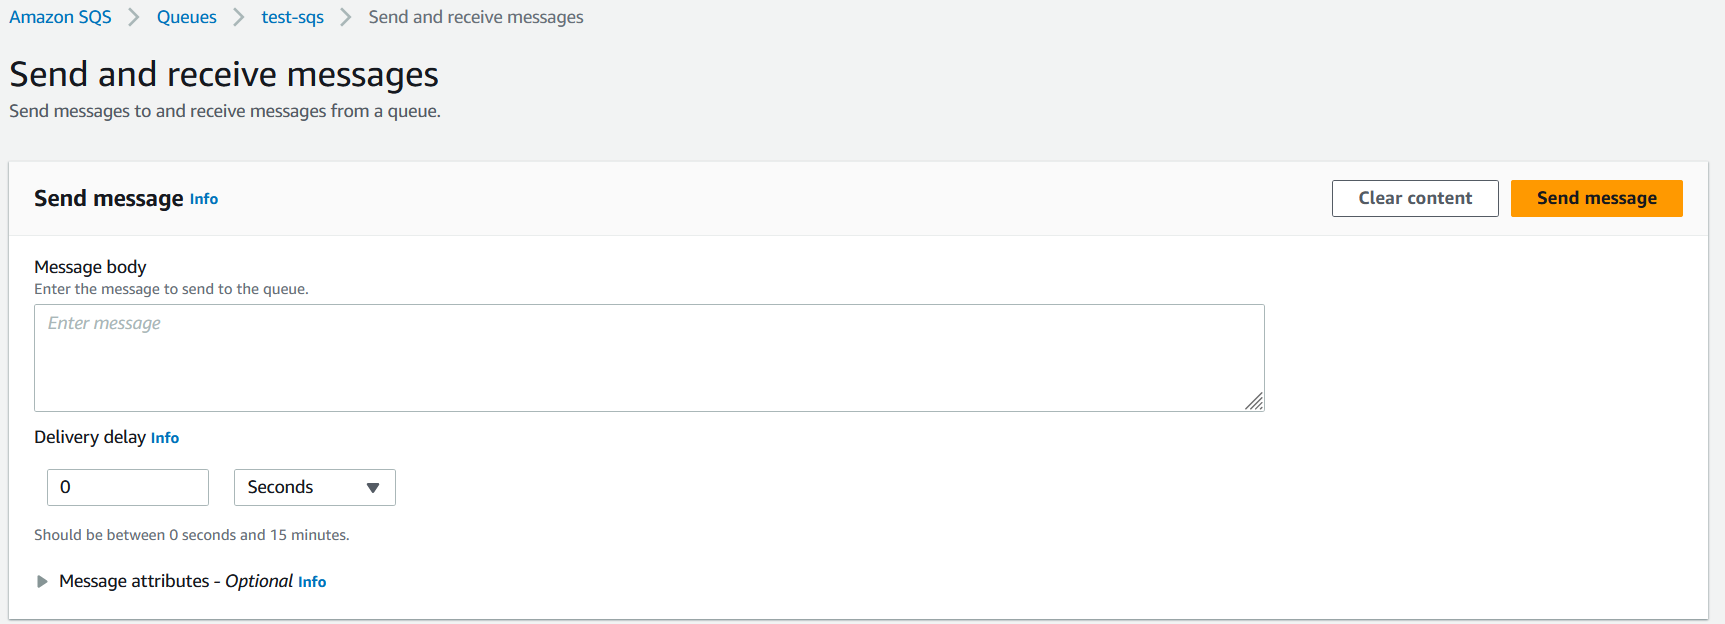 Amazon SQS > Queues > test-sqs > Send and receive messages
Send and receive messages
Send messages to and receive messages from a queue.
Send message Info
Clear content
Send message
Message body
Enter the message to send to the queue.
Enter message
Delivery delay Info
0
Seconds
Should be between 0 seconds and 15 minutes.
Message attributes - Optional Info